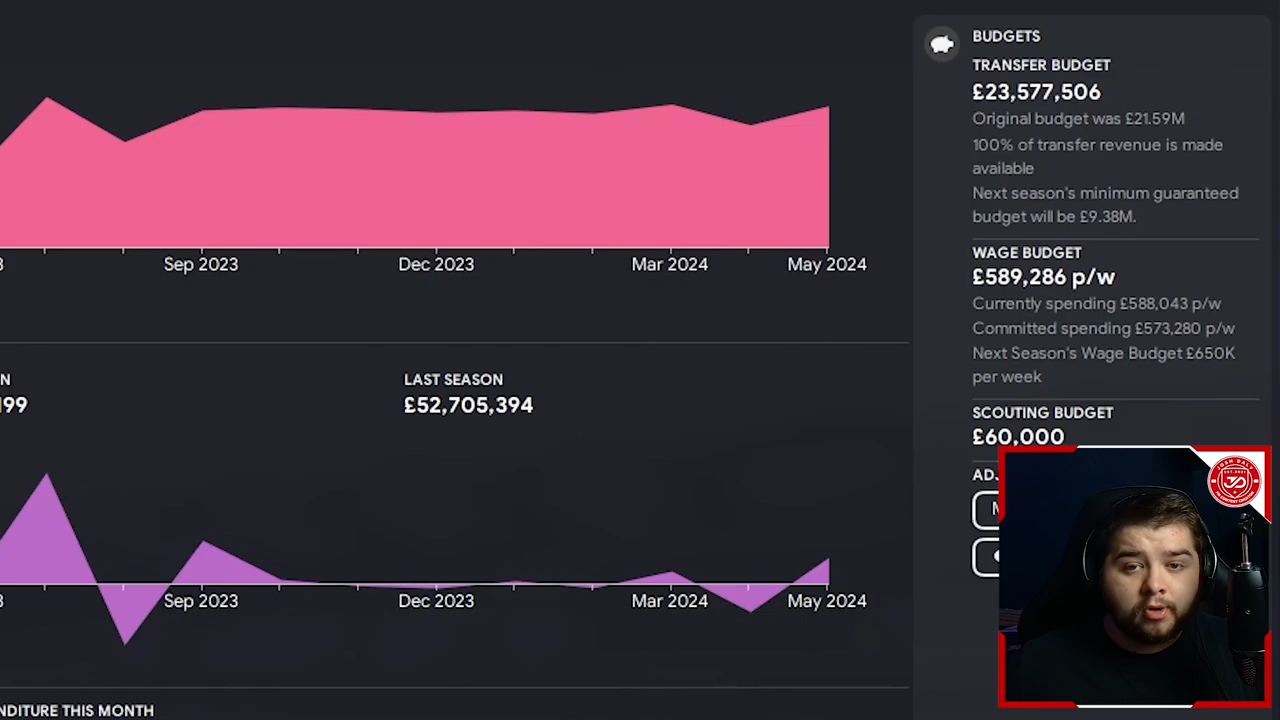 Sep 2023
Dec 2023
Mar 2024
May 2024
LAST SEASON
£52,705,394
Sep 2023
Dec 2023
Mar 2024
May 2024
THIS MONTH
BUDGETS
TRANSFER BUDGET
£23,577,506
Original budget was £21.59M
100% of transfer revenue is made
available
Next season's minimum guaranteed
budget will be £9.38M.
WAGE BUDGET
£589,286 p/w
Currently spending £588,043 p/w
Committed spending £573,280 p/w
Next Season's Wage Budget £650K
per week
SCOUTING BUDGET
£60,000
JOSH DALY
JD